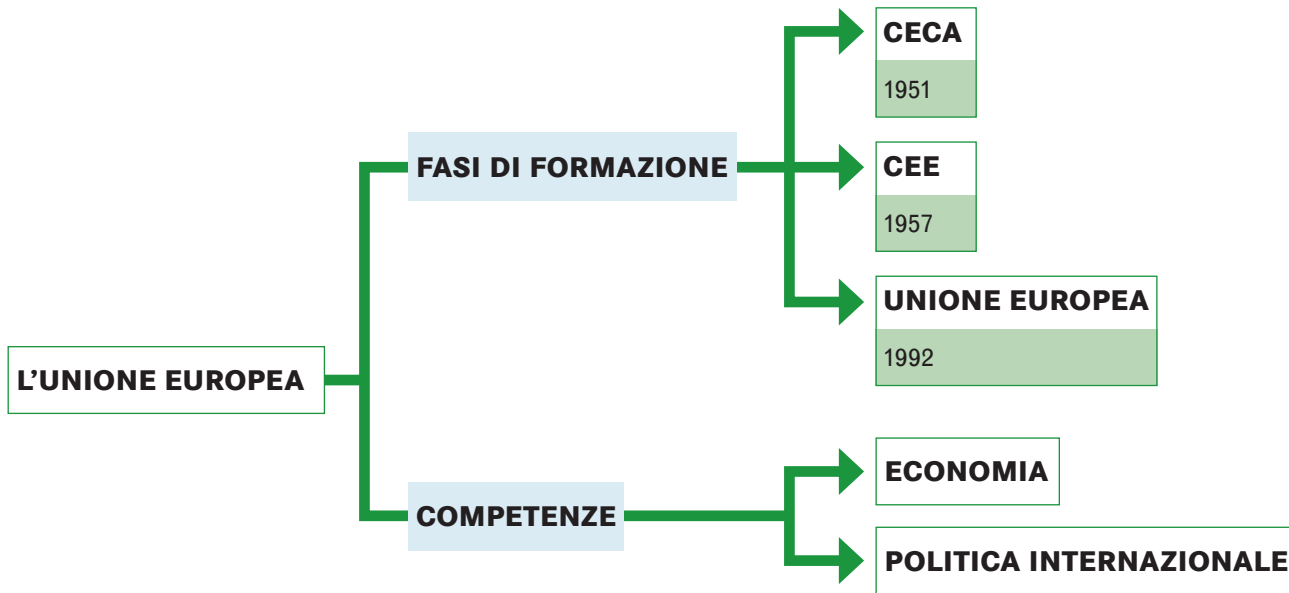 CECA
1951
FASI DI FORMAZIONE
CEE
1957
UNIONE EUROPEA
1992
L'UNIONE EUROPEA
ECONOMIA
COMPETENZE
POLITICA INTERNAZIONALE